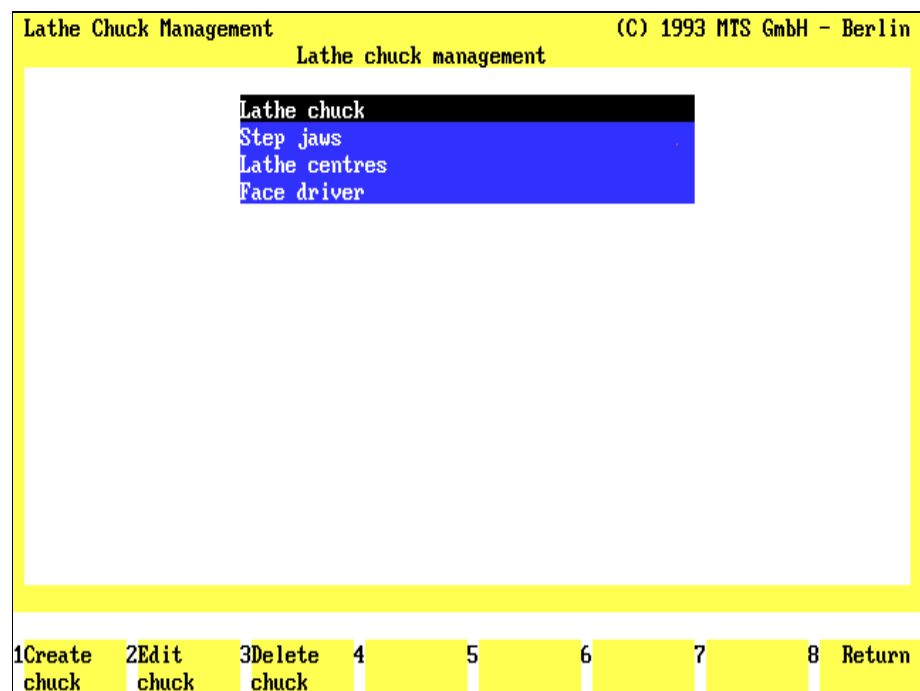 Lathe Chuck Management (C) 1993 MTS GmbH - Berlin
Lathe chuck management
Lathe chuck
Step jaws
Lathe centres
Face driver
1Create 2Edit 3Delete 4 5 6 7 8 Return
chuck chuck chuck